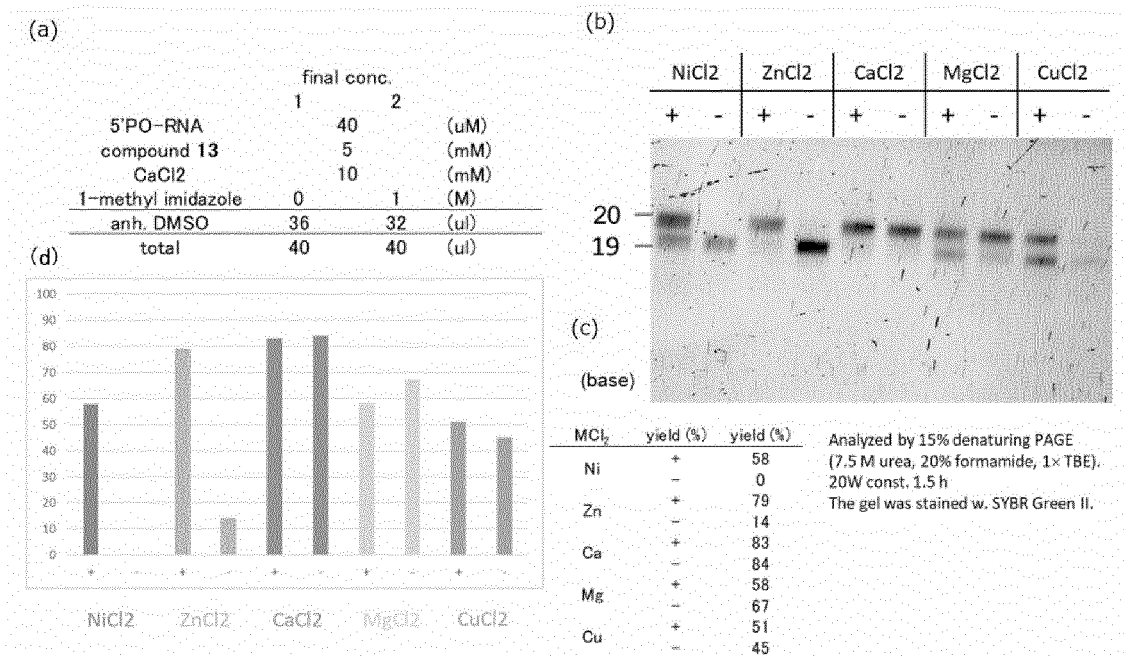 (a)
final conc.
1 2
5'PO-RNA 40 (uM)
compound 13 5 (mM)
CaCl2 10 (mM)
1-methyl imidazole 0 1 (M)
anh. DMSO 36 32 (ul)
total 40 40 (ul)
(b)
NiCl2 ZnCl2 CaCl2 MgCl2 CuCl2
+ - + - + - + - + -
20
19
(base)
(c)
MCl₂ yield (%) yield (%)
Ni + 58
- 0
Zn + 79
- 14
Ca + 83
- 84
Mg + 58
- 67
Cu + 51
- 45
Analyzed by 15% denaturing PAGE
(7.5 M urea, 20% formamide, 1× TBE).
20W const. 1.5 h
The gel was stained w. SYBR Green II.
(d)
100
90
80
70
60
50
40
30
20
10
0
+ - + - + - + - + -
NiCl2 ZnCl2 CaCl2 MgCl2 CuCl2